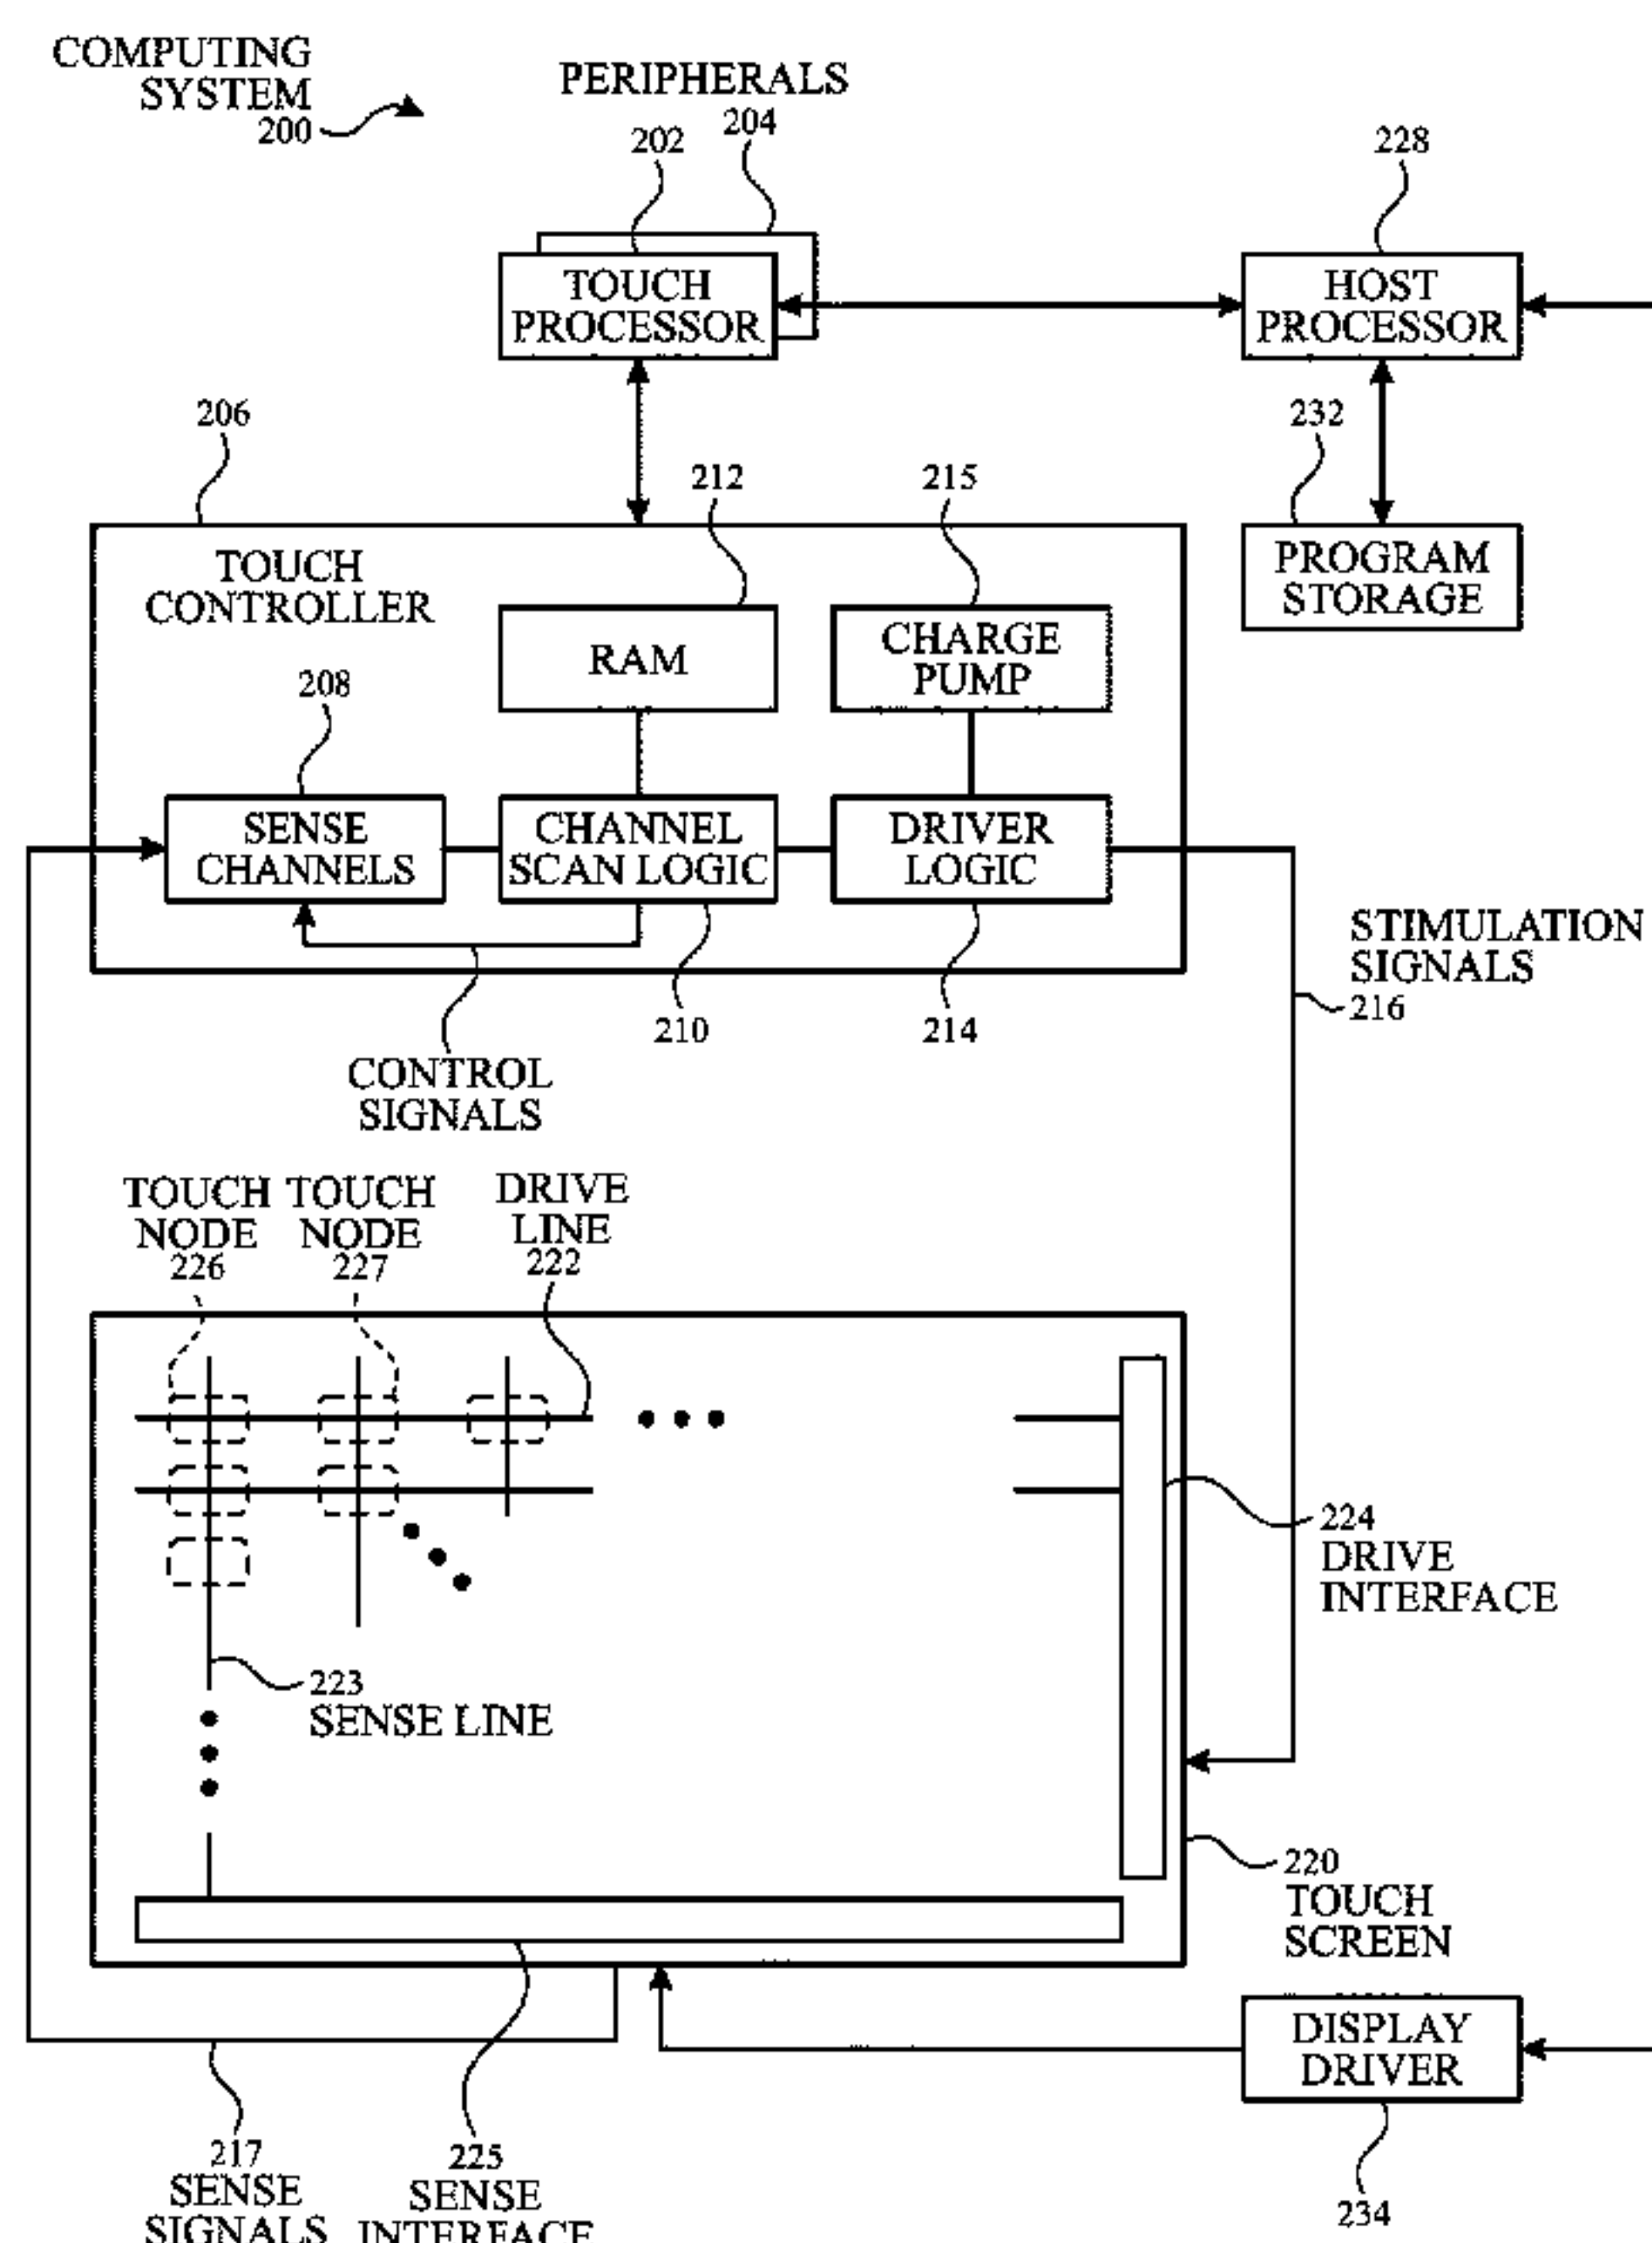 COMPUTING
SYSTEM
200
PERIPHERALS
204
202
228
TOUCH
PROCESSOR
HOST
PROCESSOR
206
212
215
232
TOUCH
CONTROLLER
RAM
CHARGE
PUMP
PROGRAM
STORAGE
208
SENSE
CHANNELS
CHANNEL
SCAN LOGIC
DRIVER
LOGIC
STIMULATION
SIGNALS
216
210
214
CONTROL
SIGNALS
TOUCH
NODE
226
TOUCH
NODE
227
DRIVE
LINE
222
224
DRIVE
INTERFACE
223
SENSE LINE
220
TOUCH
SCREEN
DISPLAY
DRIVER
217
SENSE
SIGNALS
225
SENSE
INTERFACE
234